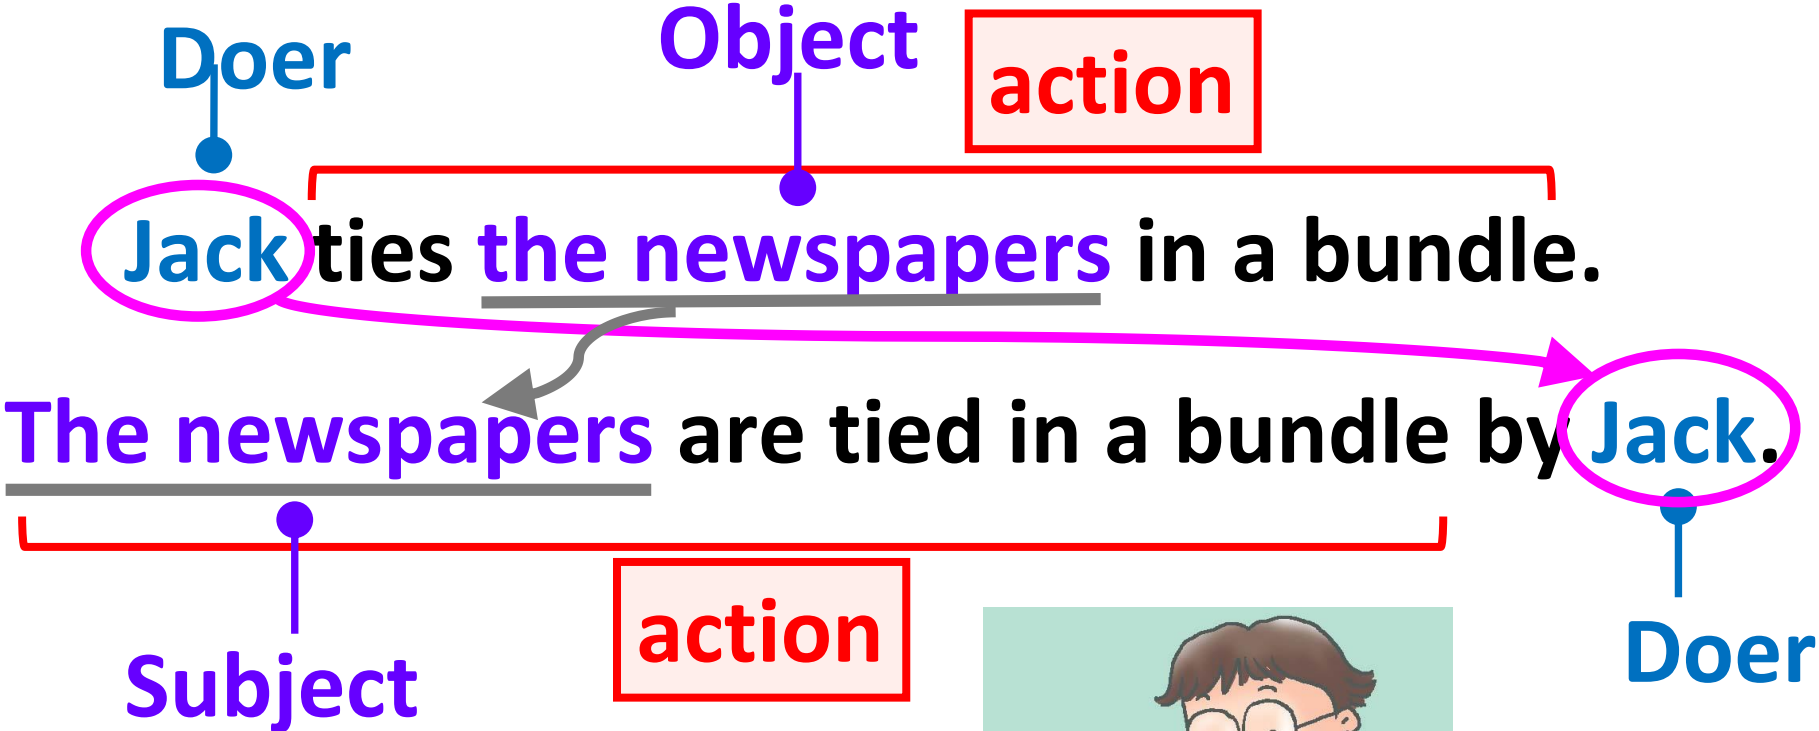 Doer Object action
Jack ties the newspapers in a bundle.
The newspapers are tied in a bundle by Jack.
Subject action Doer